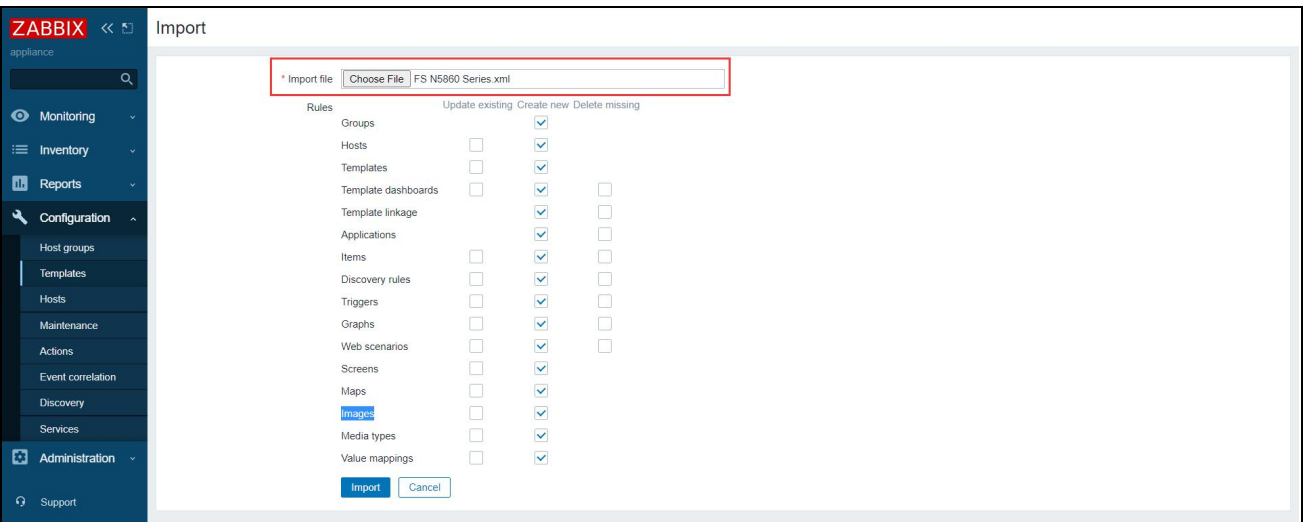 ZABBIX
appliance
Monitoring
Inventory
Reports
Configuration
Host groups
Templates
Hosts
Maintenance
Actions
Event correlation
Discovery
Services
Administration
Support
Import
* Import file Choose File FS N5860 Series.xml
Rules Update existing Create new Delete missing
Groups
Hosts
Templates
Template dashboards
Template linkage
Applications
Items
Discovery rules
Triggers
Graphs
Web scenarios
Screens
Maps
Images
Media types
Value mappings
Import Cancel